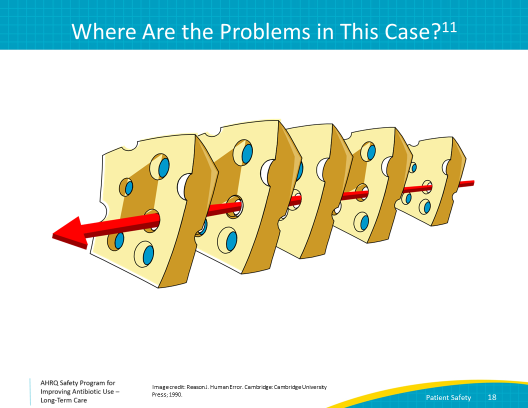 Where Are the Problems in This Case?11
AHRQ Safety Program for
Improving Antibiotic Use –
Long-Term Care
Image credit: Reason J. Human Error. Cambridge: Cambridge University
Press; 1990.
Patient Safety 18